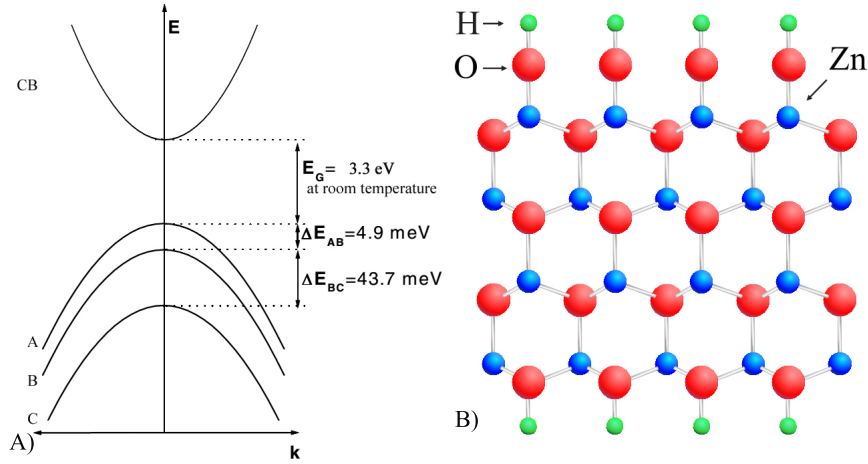 E
CB
E_G= 3.3 eV
at room temperature
ΔE_AB=4.9 meV
ΔE_BC=43.7 meV
A
B
C
A)
k
H
O
Zn
B)